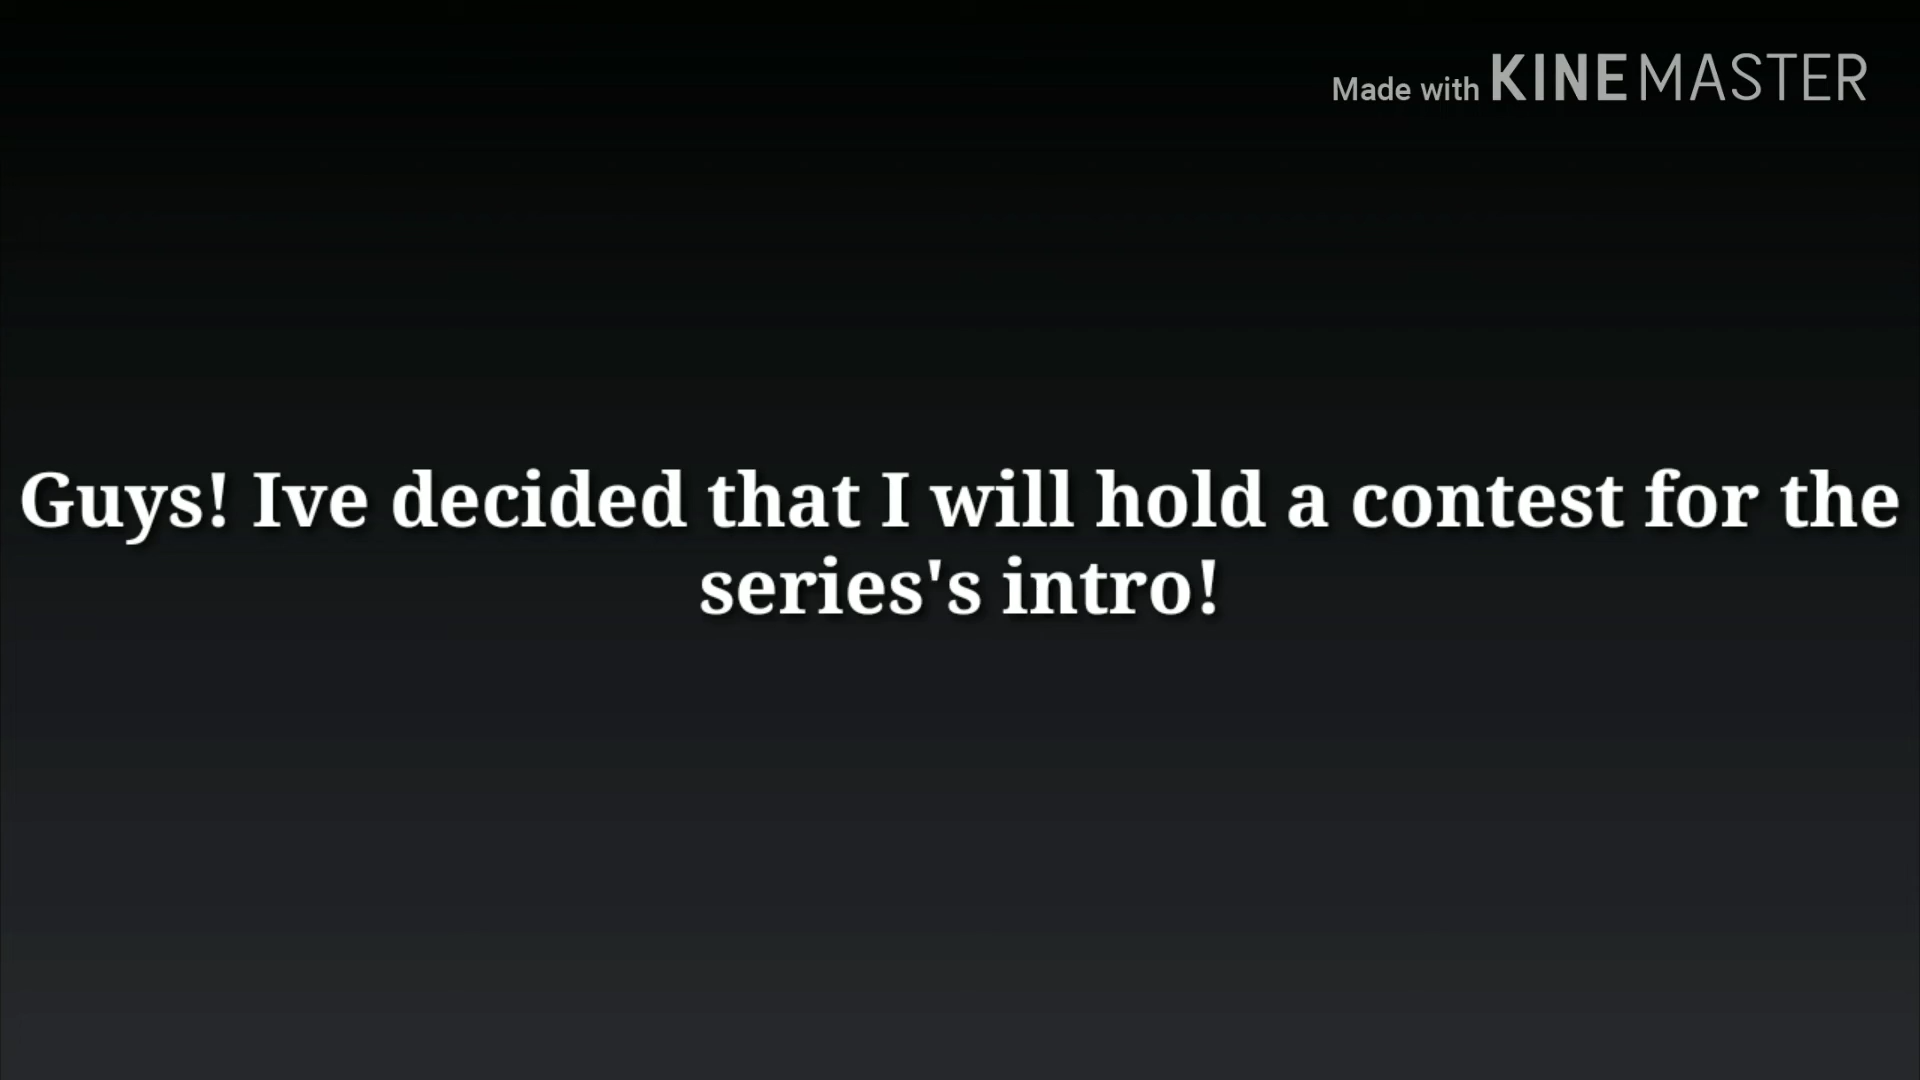 Made with KINEMASTER
Guys! Ive decided that I will hold a contest for the
series's intro!